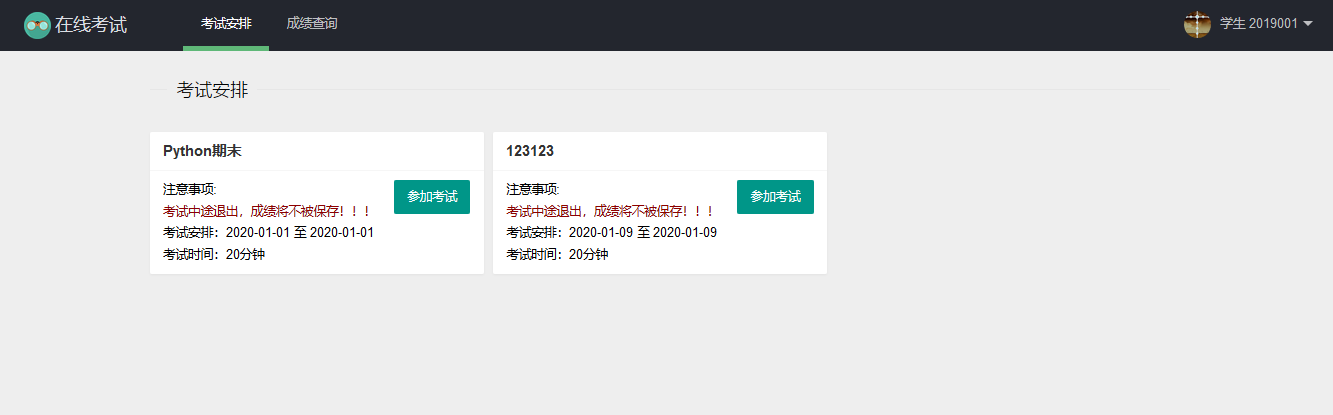 在线考试
考试安排
成绩查询
学生 2019001
考试安排
Python期末
注意事项:
参加考试
考试中途退出，成绩将不被保存！！！
考试安排：2020-01-01 至 2020-01-01
考试时间：20分钟
123123
注意事项:
参加考试
考试中途退出，成绩将不被保存！！！
考试安排：2020-01-09 至 2020-01-09
考试时间：20分钟